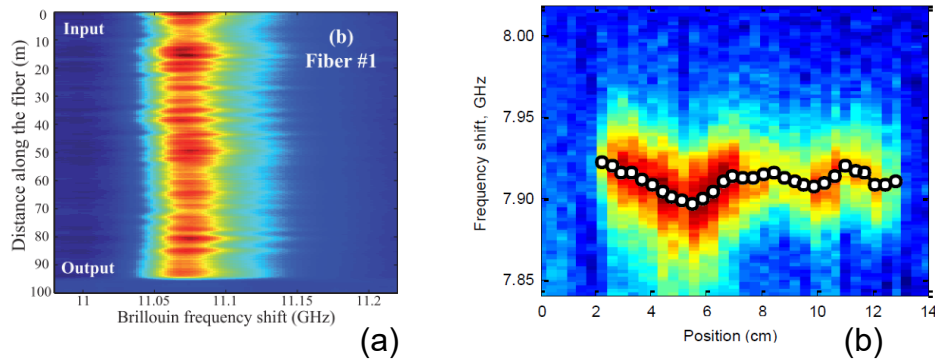 Input
(b)
Fiber #1
Output
0
10
20
30
40
50
60
70
80
90
100
Distance along the fiber (m)
11 11.05 11.1 11.15 11.2
Brillouin frequency shift (GHz)
(a)
8.00
7.95
7.90
7.85
Frequency shift, GHz
0 2 4 6 8 10 12 14
Position (cm)
(b)